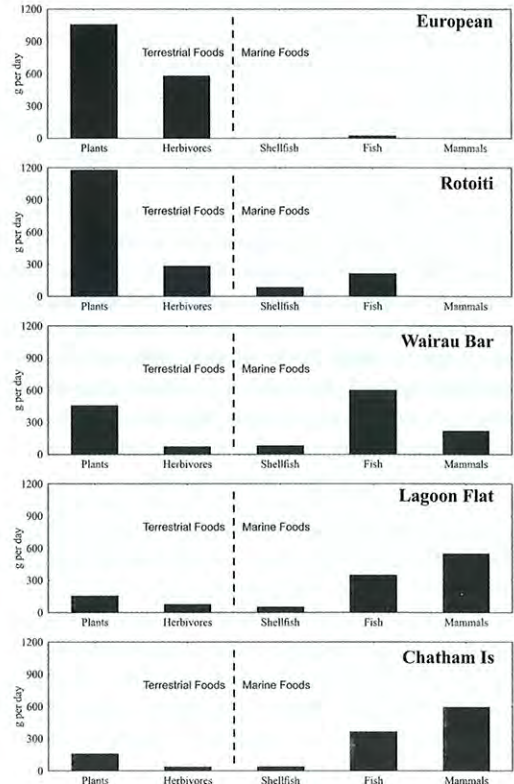 European
1200
900
600
300
0
g per day
Terrestrial Foods Marine Foods
Plants Herbivores Shellfish Fish Mammals
Rotoiti
1200
900
600
300
0
g per day
Terrestrial Foods Marine Foods
Plants Herbivores Shellfish Fish Mammals
Wairau Bar
1200
900
600
300
0
g per day
Terrestrial Foods Marine Foods
Plants Herbivores Shellfish Fish Mammals
Lagoon Flat
1200
900
600
300
0
g per day
Terrestrial Foods Marine Foods
Plants Herbivores Shellfish Fish Mammals
Chatham Is
1200
900
600
300
0
g per day
Terrestrial Foods Marine Foods
Plants Herbivores Shellfish Fish Mammals